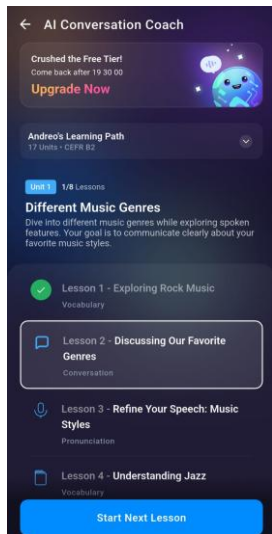 AI Conversation Coach
Crushed the Free Tier!
Come back after 19 30 00
Upgrade Now
Andreo's Learning Path
17 Units • CEFR B2
Unit 1 1/8 Lessons
Different Music Genres
Dive into different music genres while exploring spoken
features. Your goal is to communicate clearly about your
favorite music styles.
Lesson 1 - Exploring Rock Music
Vocabulary
Lesson 2 - Discussing Our Favorite
Genres
Conversation
Lesson 3 - Refine Your Speech: Music
Styles
Pronunciation
Lesson 4 - Understanding Jazz
Vocabulary
Start Next Lesson